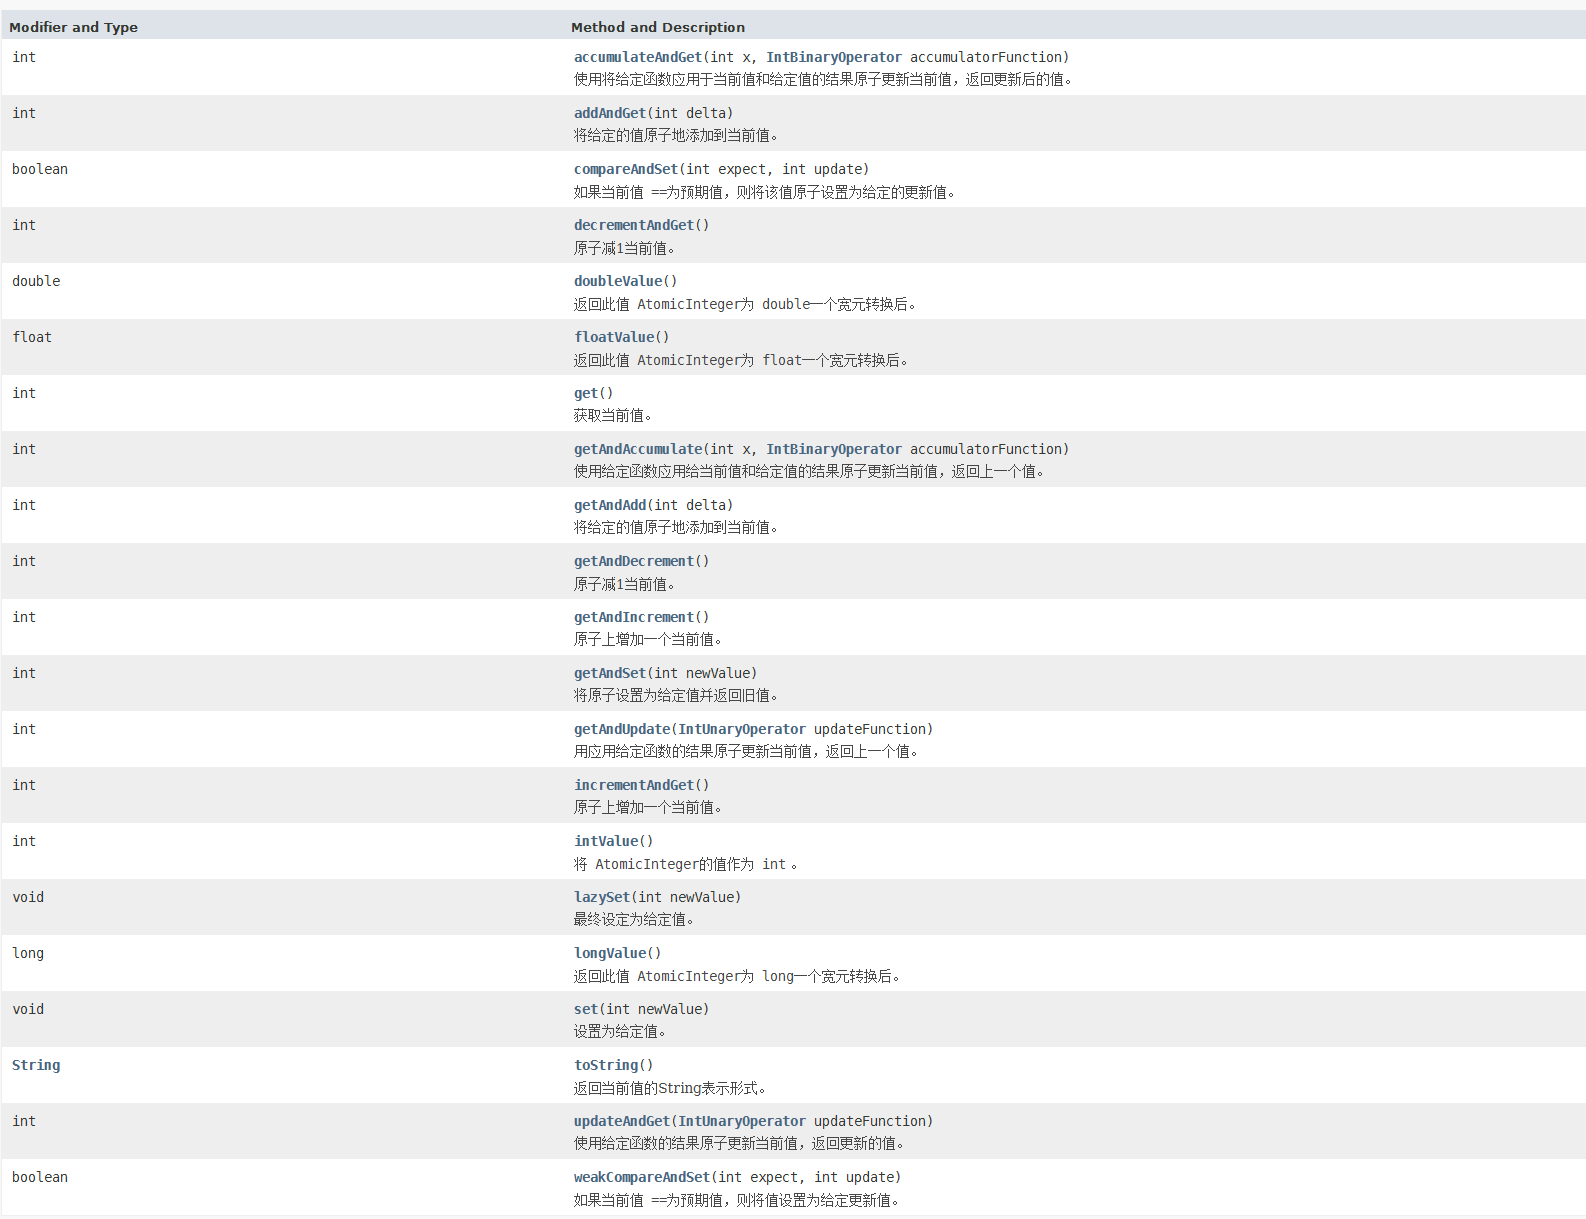 Modifier and Type Method and Description
int accumulateAndGet(int x, IntBinaryOperator accumulatorFunction)
使用将给定函数应用于当前值和给定值的结果原子更新当前值，返回更新后的值。
int addAndGet(int delta)
将给定的值原子地添加到当前值。
boolean compareAndSet(int expect, int update)
如果当前值 ==为预期值，则将该值原子设置为给定的更新值。
int decrementAndGet()
原子减1当前值。
double doubleValue()
返回此值 AtomicInteger为 double一个宽元转换后。
float floatValue()
返回此值 AtomicInteger为 float一个宽元转换后。
int get()
获取当前值。
int getAndAccumulate(int x, IntBinaryOperator accumulatorFunction)
使用给定函数应用给当前值和给定值的结果原子更新当前值，返回上一个值。
int getAndAdd(int delta)
将给定的值原子地添加到当前值。
int getAndDecrement()
原子减1当前值。
int getAndIncrement()
原子上增加一个当前值。
int getAndSet(int newValue)
将原子设置为给定值并返回旧值。
int getAndUpdate(IntUnaryOperator updateFunction)
用应用给定函数的结果原子更新当前值，返回上一个值。
int incrementAndGet()
原子上增加一个当前值。
int intValue()
将 AtomicInteger的值作为 int 。
void lazySet(int newValue)
最终设定为给定值。
long longValue()
返回此值 AtomicInteger为 long一个宽元转换后。
void set(int newValue)
设置为给定值。
String toString()
返回当前值的String表示形式。
int updateAndGet(IntUnaryOperator updateFunction)
使用给定函数的结果原子更新当前值，返回更新的值。
boolean weakCompareAndSet(int expect, int update)
如果当前值 ==为预期值，则将值设置为给定更新值。